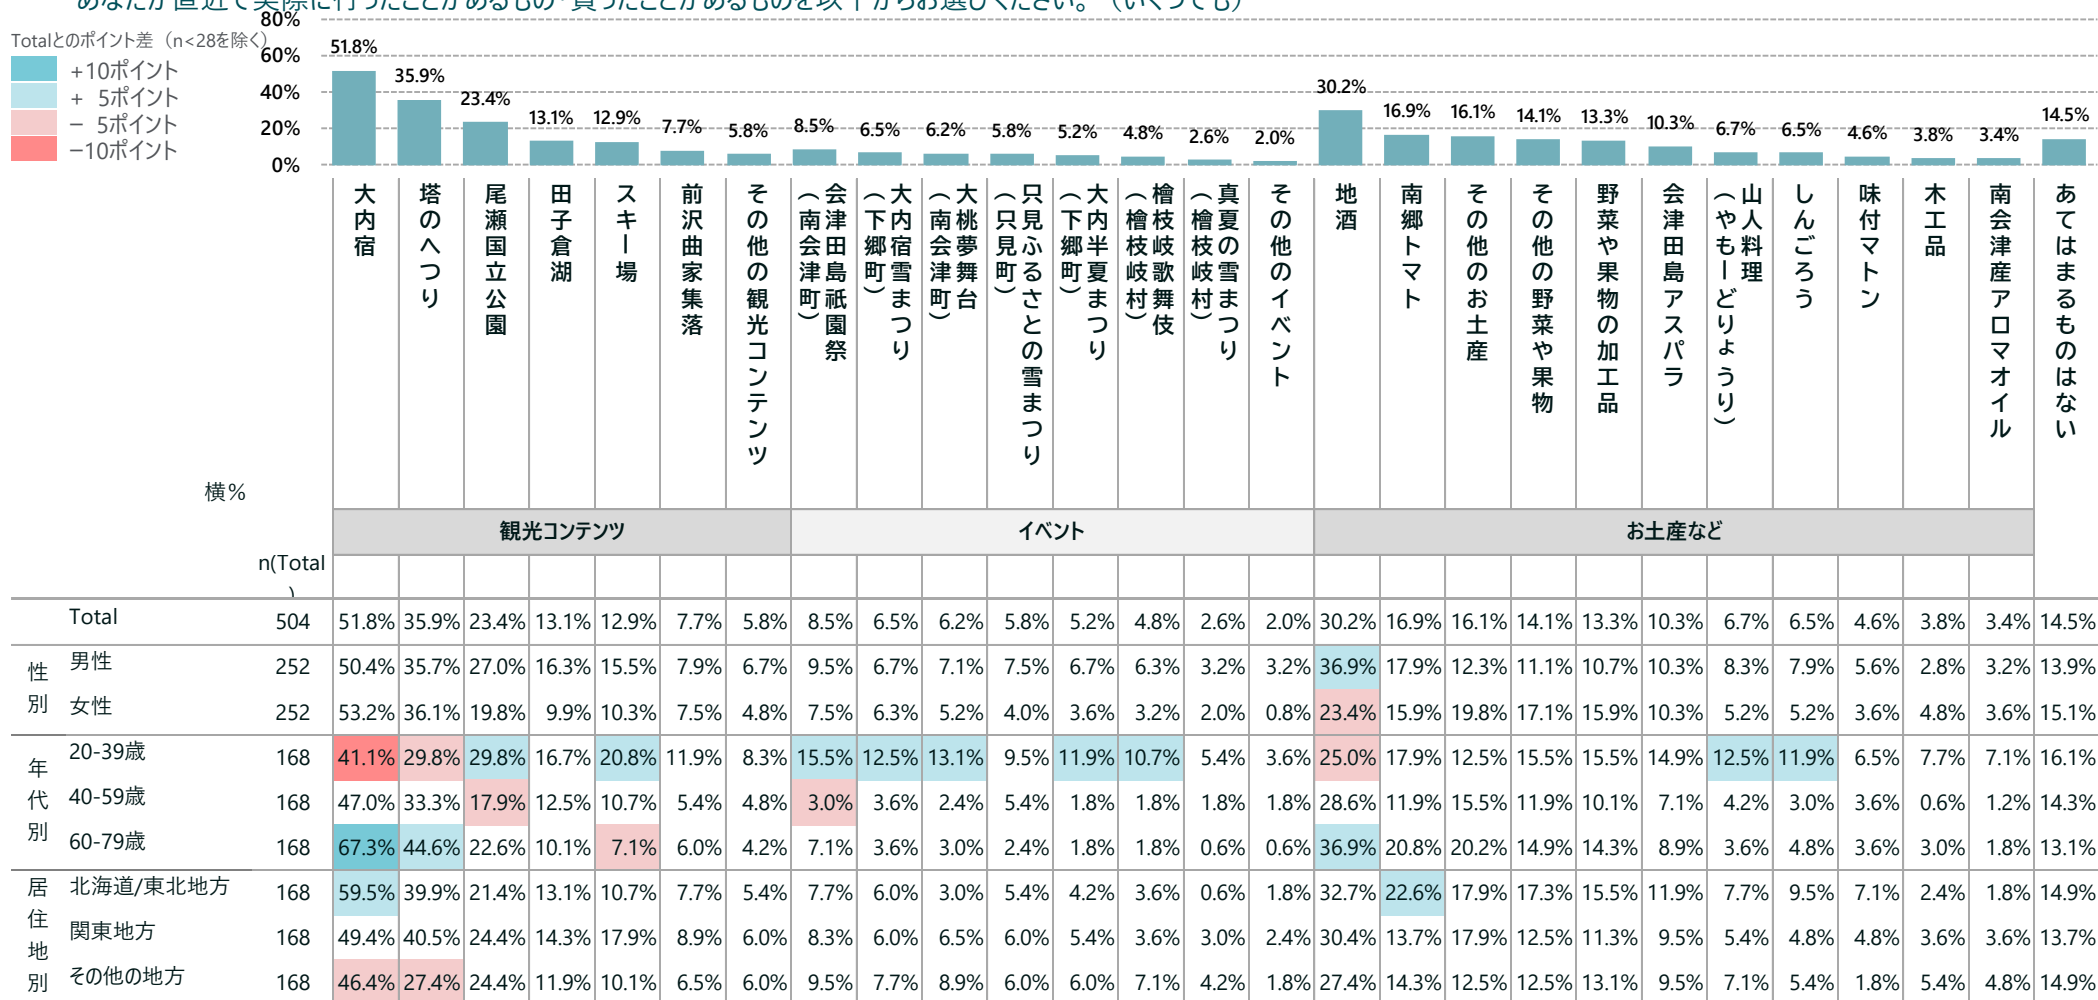 あなたが直近で実際に行ったことがあるもの・買ったことがあるものを以下からお選びください。（いくつでも）
Totalとのポイント差（n<28を除く）
+10ポイント
+ 5ポイント
− 5ポイント
−10ポイント
80%
60%
40%
20%
0%
51.8% 35.9% 23.4% 13.1% 12.9% 7.7% 5.8% 8.5% 6.5% 6.2% 5.8% 5.2% 4.8% 2.6% 2.0% 30.2% 16.9% 16.1% 14.1% 13.3% 10.3% 6.7% 6.5% 4.6% 3.8% 3.4% 14.5%
大内宿
塔のへつり
尾瀬国立公園
田子倉湖
スキー場
前沢曲家集落
その他の観光コンテンツ
会津田島祇園祭
（南会津町）
大内宿雪まつり
（下郷町）
大桃夢舞台
（南会津町）
只見ふるさとの雪まつり
（只見町）
大内半夏まつり
（下郷町）
檜枝岐歌舞伎
（檜枝岐村）
真夏の雪まつり
（檜枝岐村）
その他のイベント
地酒
南郷トマト
その他のお土産
その他の野菜や果物
野菜や果物の加工品
会津田島アスパラ
山人料理
（やもーどりょうり）
しんごろう
味付マトン
木工品
南会津産アロマオイル
あてはまるものはない
横%
観光コンテンツ イベント お土産など
n(Total
)
Total 504 51.8% 35.9% 23.4% 13.1% 12.9% 7.7% 5.8% 8.5% 6.5% 6.2% 5.8% 5.2% 4.8% 2.6% 2.0% 30.2% 16.9% 16.1% 14.1% 13.3% 10.3% 6.7% 6.5% 4.6% 3.8% 3.4% 14.5%
性別
男性 252 50.4% 35.7% 27.0% 16.3% 15.5% 7.9% 6.7% 9.5% 6.7% 7.1% 7.5% 6.7% 6.3% 3.2% 3.2% 36.9% 17.9% 12.3% 11.1% 10.7% 10.3% 8.3% 7.9% 5.6% 2.8% 3.2% 13.9%
女性 252 53.2% 36.1% 19.8% 9.9% 10.3% 7.5% 4.8% 7.5% 6.3% 5.2% 4.0% 3.6% 3.2% 2.0% 0.8% 23.4% 15.9% 19.8% 17.1% 15.9% 10.3% 5.2% 5.2% 3.6% 4.8% 3.6% 15.1%
年代別
20-39歳 168 41.1% 29.8% 29.8% 16.7% 20.8% 11.9% 8.3% 15.5% 12.5% 13.1% 9.5% 11.9% 10.7% 5.4% 3.6% 25.0% 17.9% 12.5% 15.5% 15.5% 14.9% 12.5% 11.9% 6.5% 7.7% 7.1% 16.1%
40-59歳 168 47.0% 33.3% 17.9% 12.5% 10.7% 5.4% 4.8% 3.0% 3.6% 2.4% 5.4% 1.8% 1.8% 1.8% 1.8% 28.6% 11.9% 15.5% 11.9% 10.1% 7.1% 4.2% 3.0% 3.6% 0.6% 1.2% 14.3%
60-79歳 168 67.3% 44.6% 22.6% 10.1% 7.1% 6.0% 4.2% 7.1% 3.6% 3.0% 2.4% 1.8% 1.8% 0.6% 0.6% 36.9% 20.8% 20.2% 14.9% 14.3% 8.9% 3.6% 4.8% 3.6% 3.0% 1.8% 13.1%
居住地別
北海道/東北地方 168 59.5% 39.9% 21.4% 13.1% 10.7% 7.7% 5.4% 7.7% 6.0% 3.0% 5.4% 4.2% 3.6% 0.6% 1.8% 32.7% 22.6% 17.9% 17.3% 15.5% 11.9% 7.7% 9.5% 7.1% 2.4% 1.8% 14.9%
関東地方 168 49.4% 40.5% 24.4% 14.3% 17.9% 8.9% 6.0% 8.3% 6.0% 6.5% 6.0% 5.4% 3.6% 3.0% 2.4% 30.4% 13.7% 17.9% 12.5% 11.3% 9.5% 5.4% 4.8% 4.8% 3.6% 3.6% 13.7%
その他の地方 168 46.4% 27.4% 24.4% 11.9% 10.1% 6.5% 6.0% 9.5% 7.7% 8.9% 6.0% 6.0% 7.1% 4.2% 1.8% 27.4% 14.3% 12.5% 12.5% 13.1% 9.5% 7.1% 5.4% 1.8% 5.4% 4.8% 14.9%